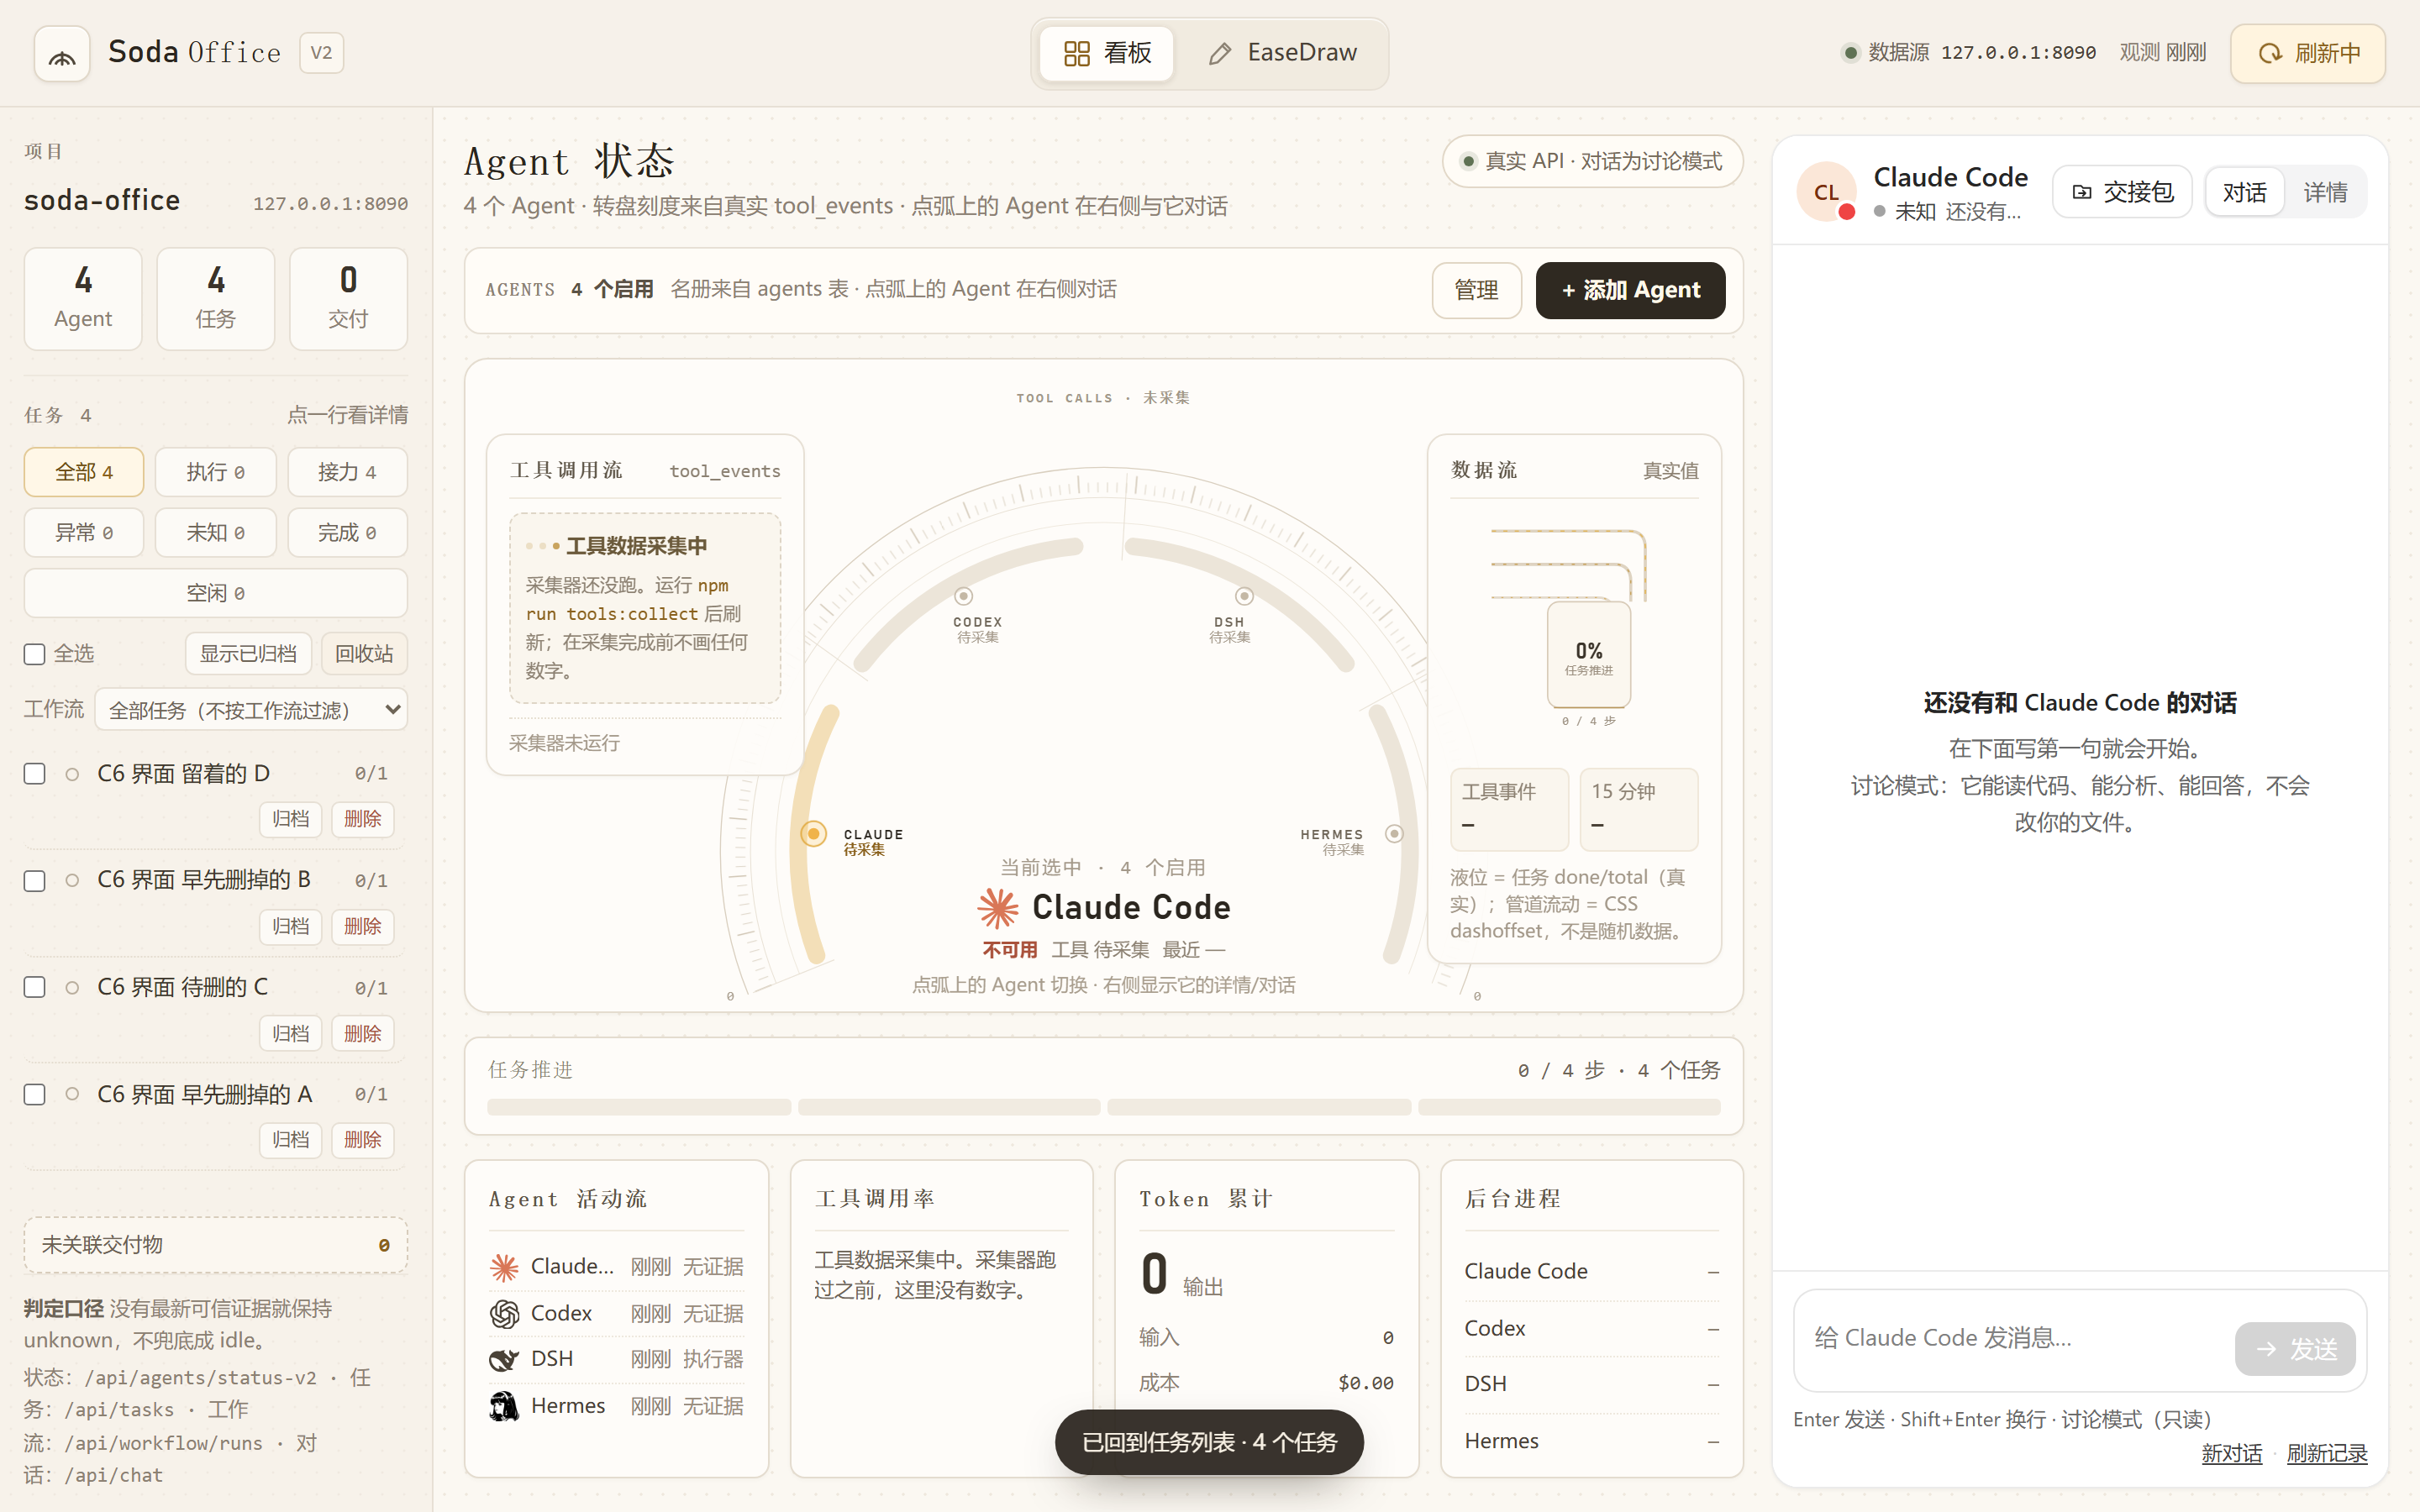 Soda Office V2
看板
EaseDraw
数据源 127.0.0.1:8090 观测 刚刚
刷新中
项目
soda-office 127.0.0.1:8090
4 Agent
4 任务
0 交付
任务 4 点一行看详情
全部 4
执行 0
接力 4
异常 0
未知 0
完成 0
空闲 0
全选
显示已归档
回收站
工作流 全部任务（不按工作流过滤）
C6 界面 留着的 D 0/1
归档 删除
C6 界面 早先删掉的 B 0/1
归档 删除
C6 界面 待删的 C 0/1
归档 删除
C6 界面 早先删掉的 A 0/1
归档 删除
未关联交付物 0
判定口径 没有最新可信证据就保持
unknown，不兜底成 idle。
状态：/api/agents/status-v2 · 任
务：/api/tasks · 工作
流：/api/workflow/runs · 对
话：/api/chat
Agent 状态
4 个 Agent · 转盘刻度来自真实 tool_events · 点弧上的 Agent 在右侧与它对话
真实 API · 对话为讨论模式
AGENTS 4 个启用 名册来自 agents 表 · 点弧上的 Agent 在右侧对话
管理
+ 添加 Agent
TOOL CALLS · 未采集
工具调用流 tool_events
工具数据采集中
采集器还没跑。运行 npm
run tools:collect 后刷
新；在采集完成前不画任何
数字。
采集器未运行
CODEX
待采集
DSH
待采集
CLAUDE
待采集
HERMES
待采集
当前选中 · 4 个启用
Claude Code
不可用 工具 待采集 最近 —
点弧上的 Agent 切换 · 右侧显示它的详情/对话
0
0
数据流 真实值
0%
任务推进
0 / 4 步
工具事件
–
15 分钟
–
液位 = 任务 done/total（真
实）；管道流动 = CSS
dashoffset，不是随机数据。
任务推进 0 / 4 步 · 4 个任务
Agent 活动流
Claude... 刚刚 无证据
Codex 刚刚 无证据
DSH 刚刚 执行器
Hermes 刚刚 无证据
工具调用率
工具数据采集中。采集器跑
过之前，这里没有数字。
Token 累计
0 输出
输入 0
成本 $0.00
后台进程
Claude Code –
Codex –
DSH –
Hermes –
已回到任务列表 · 4 个任务
CL
Claude Code
未知 还没有...
交接包
对话
详情
还没有和 Claude Code 的对话
在下面写第一句就会开始。
讨论模式：它能读代码、能分析、能回答，不会
改你的文件。
给 Claude Code 发消息...
发送
Enter 发送 · Shift+Enter 换行 · 讨论模式（只读）
新对话 · 刷新记录